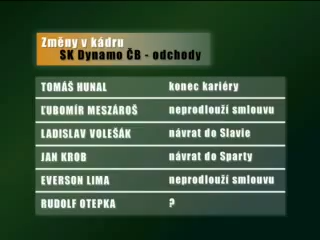 Změny v kádru
SK Dynamo ČB - odchody
TOMÁŠ HUNAL konec kariéry
ĽUBOMÍR MESZÁROŠ neprodlouží smlouvu
LADISLAV VOLEŠÁK návrat do Slavie
JAN KROB návrat do Sparty
EVERSON LIMA neprodlouží smlouvu
RUDOLF OTEPKA ?